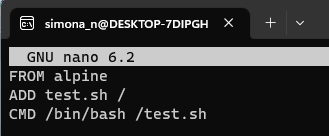 simona_n@DESKTOP-7DIPGH
GNU nano 6.2
FROM alpine
ADD test.sh /
CMD /bin/bash /test.sh